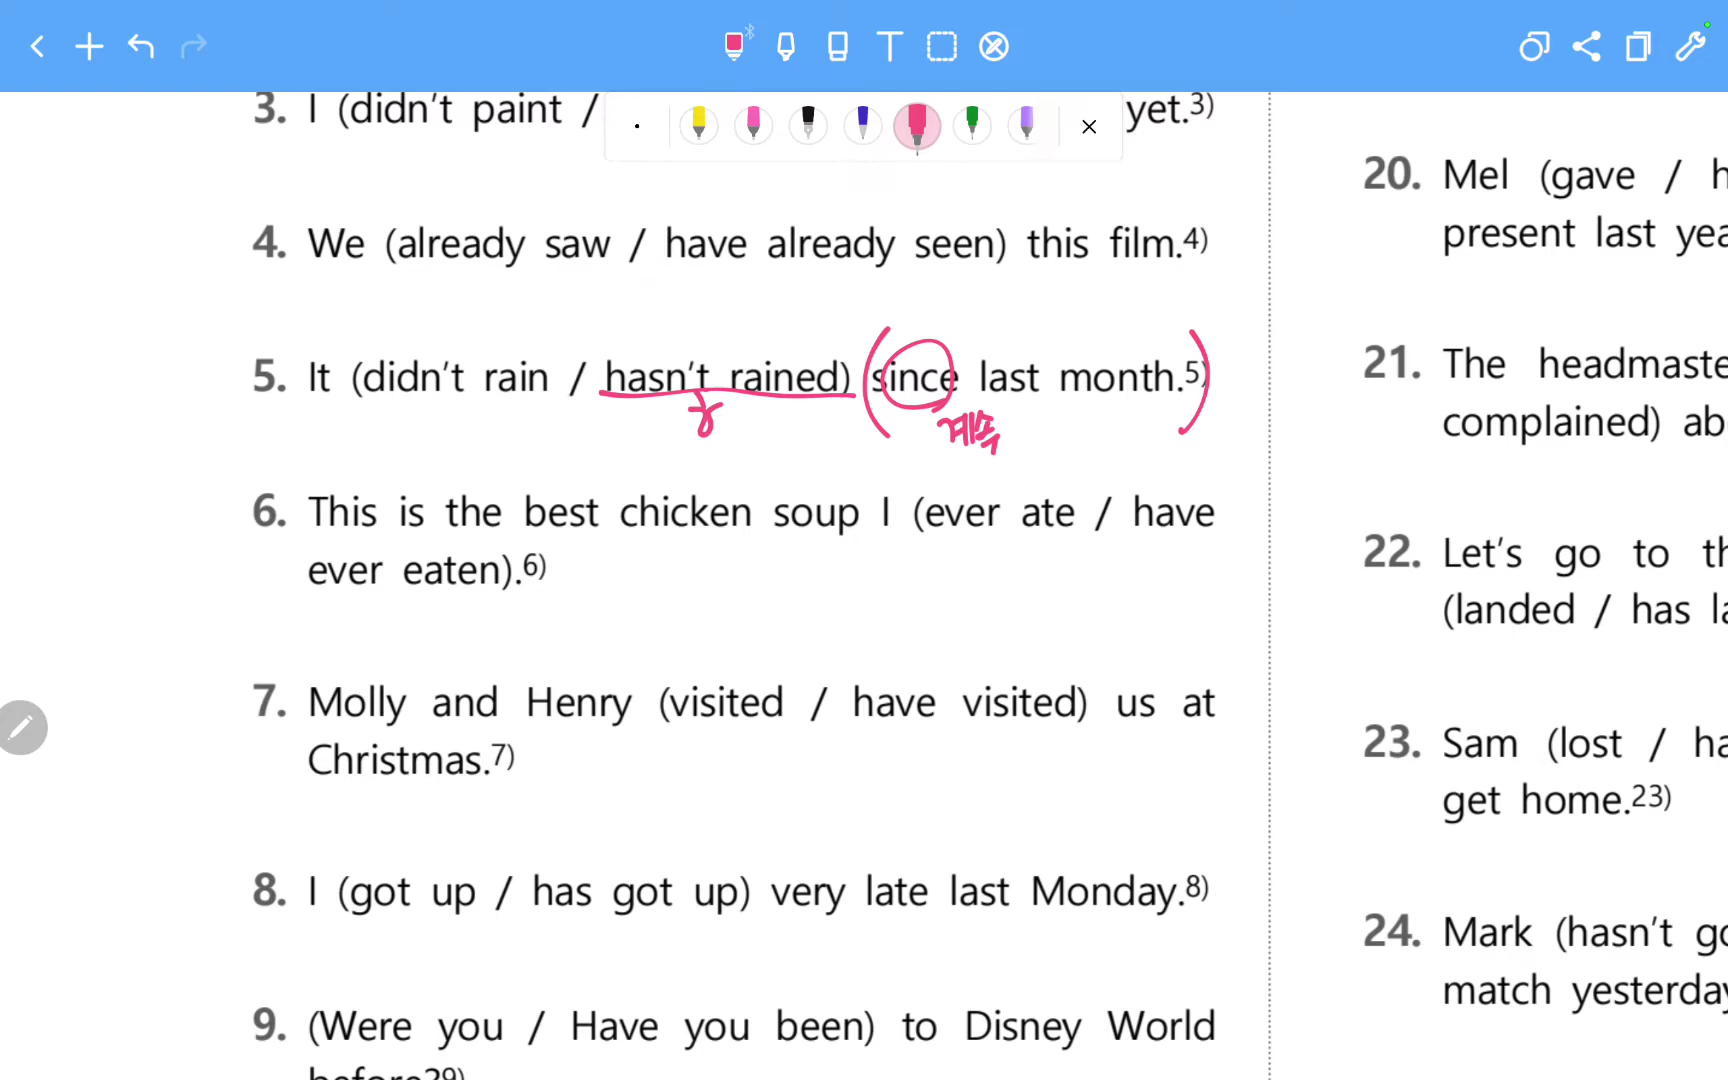 3. I (didn't paint /
yet.3)
4. We (already saw / have already seen) this film.4)
5. It (didn't rain / hasn't rained) (since last month.5))
계속
6. This is the best chicken soup I (ever ate / have
ever eaten).6)
7. Molly and Henry (visited / have visited) us at
Christmas.7)
8. I (got up / has got up) very late last Monday.8)
9. (Were you / Have you been) to Disney World
before?9)
20. Mel (gave / h
present last yea
21. The headmaste
complained) ab
22. Let's go to th
(landed / has la
23. Sam (lost / ha
get home.23)
24. Mark (hasn't go
match yesterday